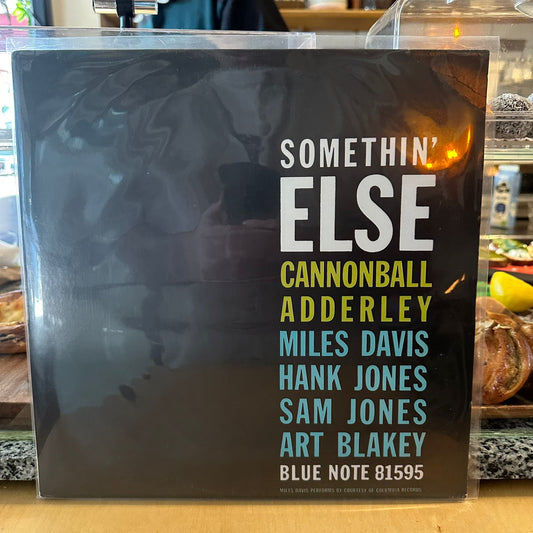 SOMETHIN'
ELSE
CANNONBALL
ADDERLEY
MILES DAVIS
HANK JONES
SAM JONES
ART BLAKEY
BLUE NOTE 81595
MILES DAVIS PERFORMS BY COURTESY OF COLUMBIA RECORDS